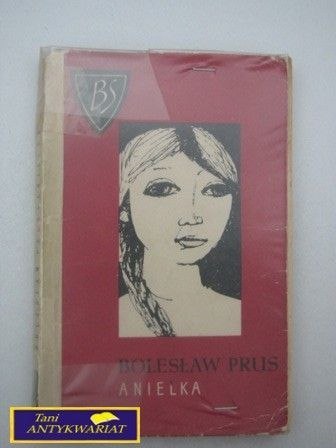 BS
BOLESŁAW PRUS
ANIELKA
Tani
ANTYKWARIAT